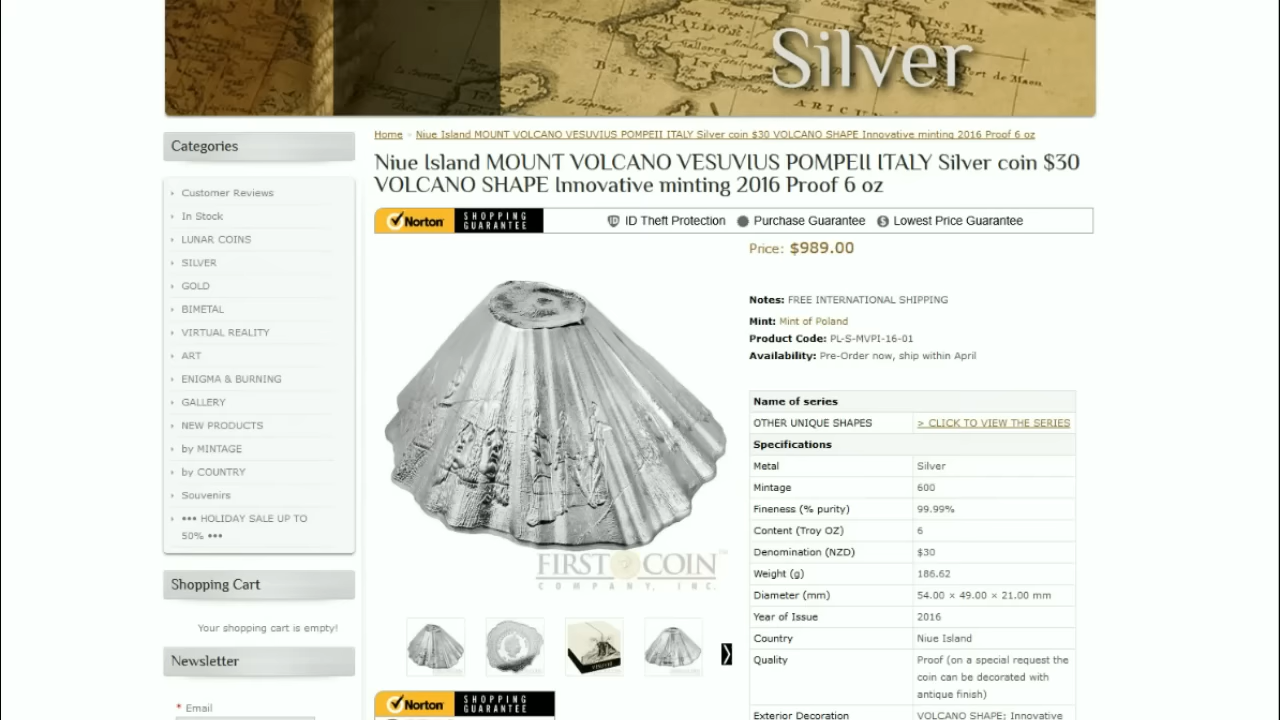 Silver
MALLORCA
BALE
ARICU
Port de Maon
Categories
Customer Reviews
In Stock
LUNAR COINS
SILVER
GOLD
BIMETAL
VIRTUAL REALITY
ART
ENIGMA & BURNING
GALLERY
NEW PRODUCTS
by MINTAGE
by COUNTRY
Souvenirs
••• HOLIDAY SALE UP TO
50% •••
Shopping Cart
Your shopping cart is empty!
Newsletter
* Email
Home » Niue Island MOUNT VOLCANO VESUVIUS POMPEII ITALY Silver coin $30 VOLCANO SHAPE Innovative minting 2016 Proof 6 oz
Niue Island MOUNT VOLCANO VESUVIUS POMPEII ITALY Silver coin $30
VOLCANO SHAPE Innovative minting 2016 Proof 6 oz
Norton SHOPPING GUARANTEE ID Theft Protection Purchase Guarantee Lowest Price Guarantee
FIRST COIN
COMPANY, INC.
Norton SHOPPING GUARANTEE
Price: $989.00
Notes: FREE INTERNATIONAL SHIPPING
Mint: Mint of Poland
Product Code: PL-S-MVPI-16-01
Availability: Pre-Order now, ship within April
Name of series
OTHER UNIQUE SHAPES > CLICK TO VIEW THE SERIES
Specifications
Metal Silver
Mintage 600
Fineness (% purity) 99.99%
Content (Troy OZ) 6
Denomination (NZD) $30
Weight (g) 186.62
Diameter (mm) 54.00 x 49.00 x 21.00 mm
Year of Issue 2016
Country Niue Island
Quality Proof (on a special request the
coin can be decorated with
antique finish)
Exterior Decoration VOLCANO SHAPE; Innovative